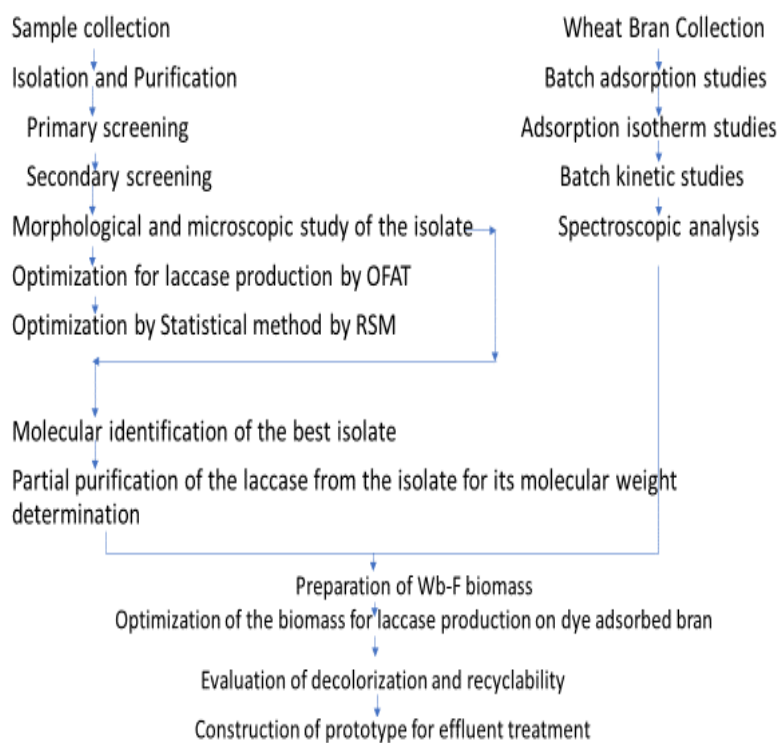 Sample collection
Isolation and Purification
Primary screening
Secondary screening
Morphological and microscopic study of the isolate
Optimization for laccase production by OFAT
Optimization by Statistical method by RSM
Molecular identification of the best isolate
Partial purification of the laccase from the isolate for its molecular weight
determination
Wheat Bran Collection
Batch adsorption studies
Adsorption isotherm studies
Batch kinetic studies
Spectroscopic analysis
Preparation of Wb-F biomass
Optimization of the biomass for laccase production on dye adsorbed bran
Evaluation of decolorization and recyclability
Construction of prototype for effluent treatment